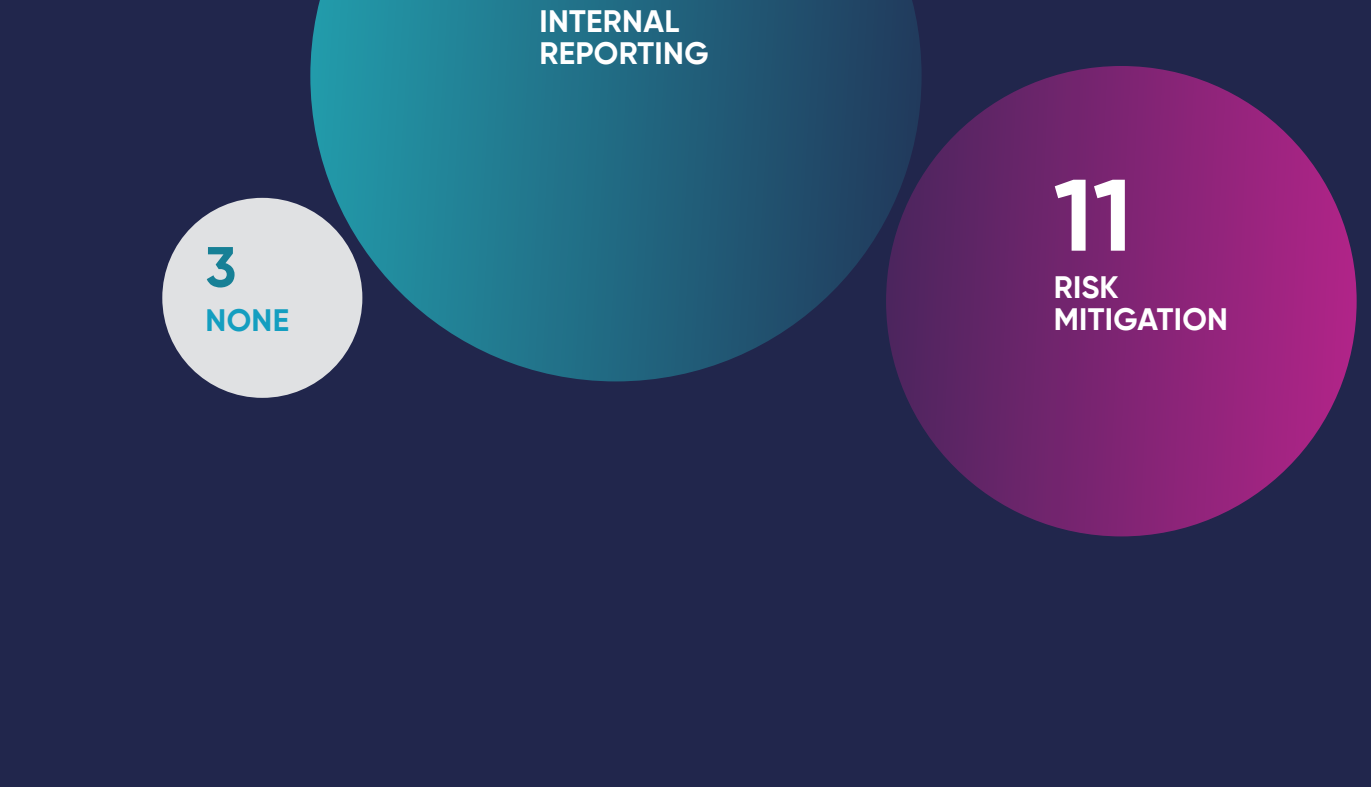 INTERNAL
REPORTING
11
RISK
MITIGATION
3
NONE